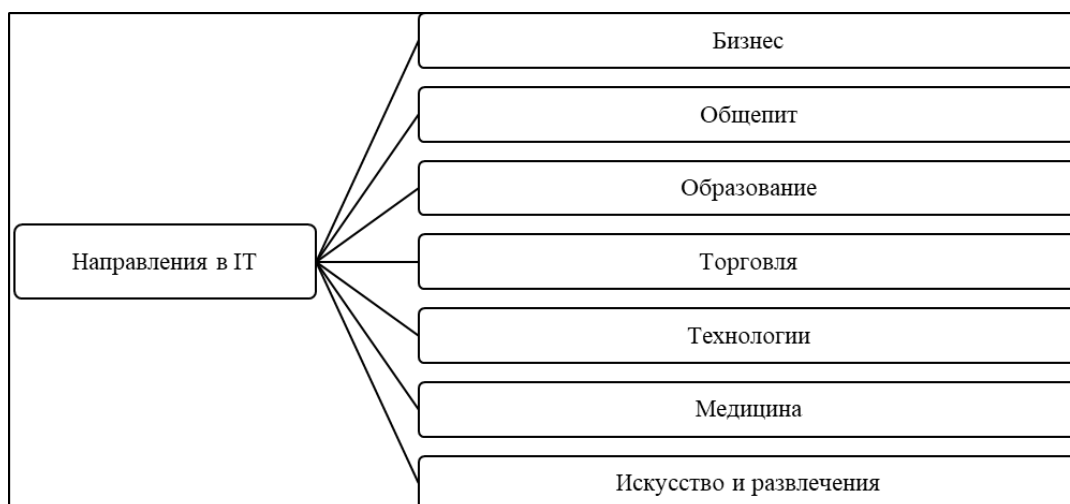 Бизнес
Общепит
Образование
Направления в IT
Торговля
Технологии
Медицина
Искусство и развлечения